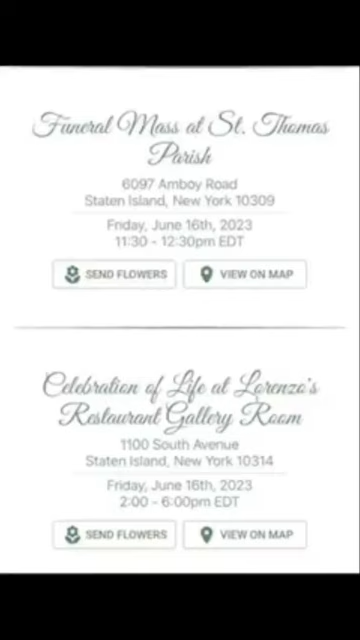 Funeral Mass at St. Thomas
Parish
6097 Amboy Road
Staten Island, New York 10309
Friday, June 16th, 2023
11:30 - 12:30pm EDT
SEND FLOWERS VIEW ON MAP
Celebration of Life at Lorenzo's
Restaurant Gallery Room
1100 South Avenue
Staten Island, New York 10314
Friday, June 16th, 2023
2:00 - 6:00pm EDT
SEND FLOWERS VIEW ON MAP